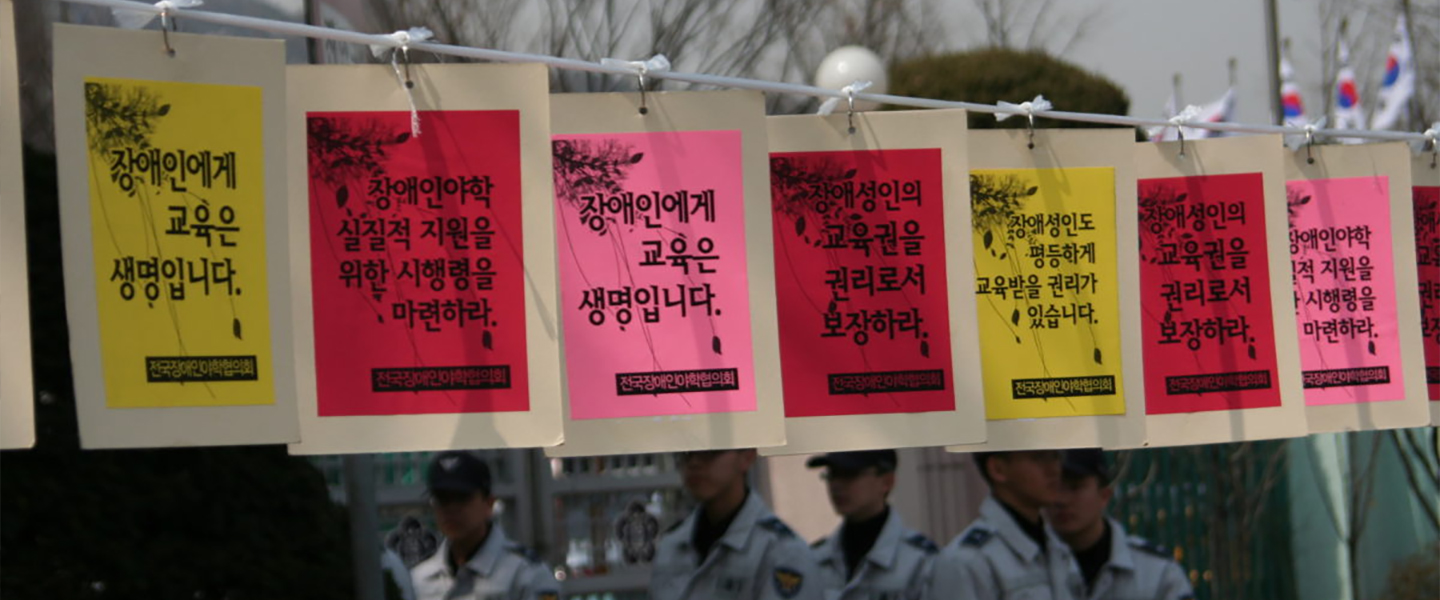 장애인에게
교육은
생명입니다.
전국장애인야학협의회
장애인야학
실질적 지원을
위한 시행령을
마련하라.
전국장애인야학협의회
장애인에게
교육은
생명입니다.
전국장애인야학협의회
장애성인의
교육권을
권리로서
보장하라.
전국장애인야학협의회
장애성인도
평등하게
교육받을 권리가
있습니다.
전국장애인야학협의회
장애성인의
교육권을
권리로서
보장하라.
전국장애인야학협의회
장애인야학
지원을
시행령을
마련하라.
전국장애인야학협의회